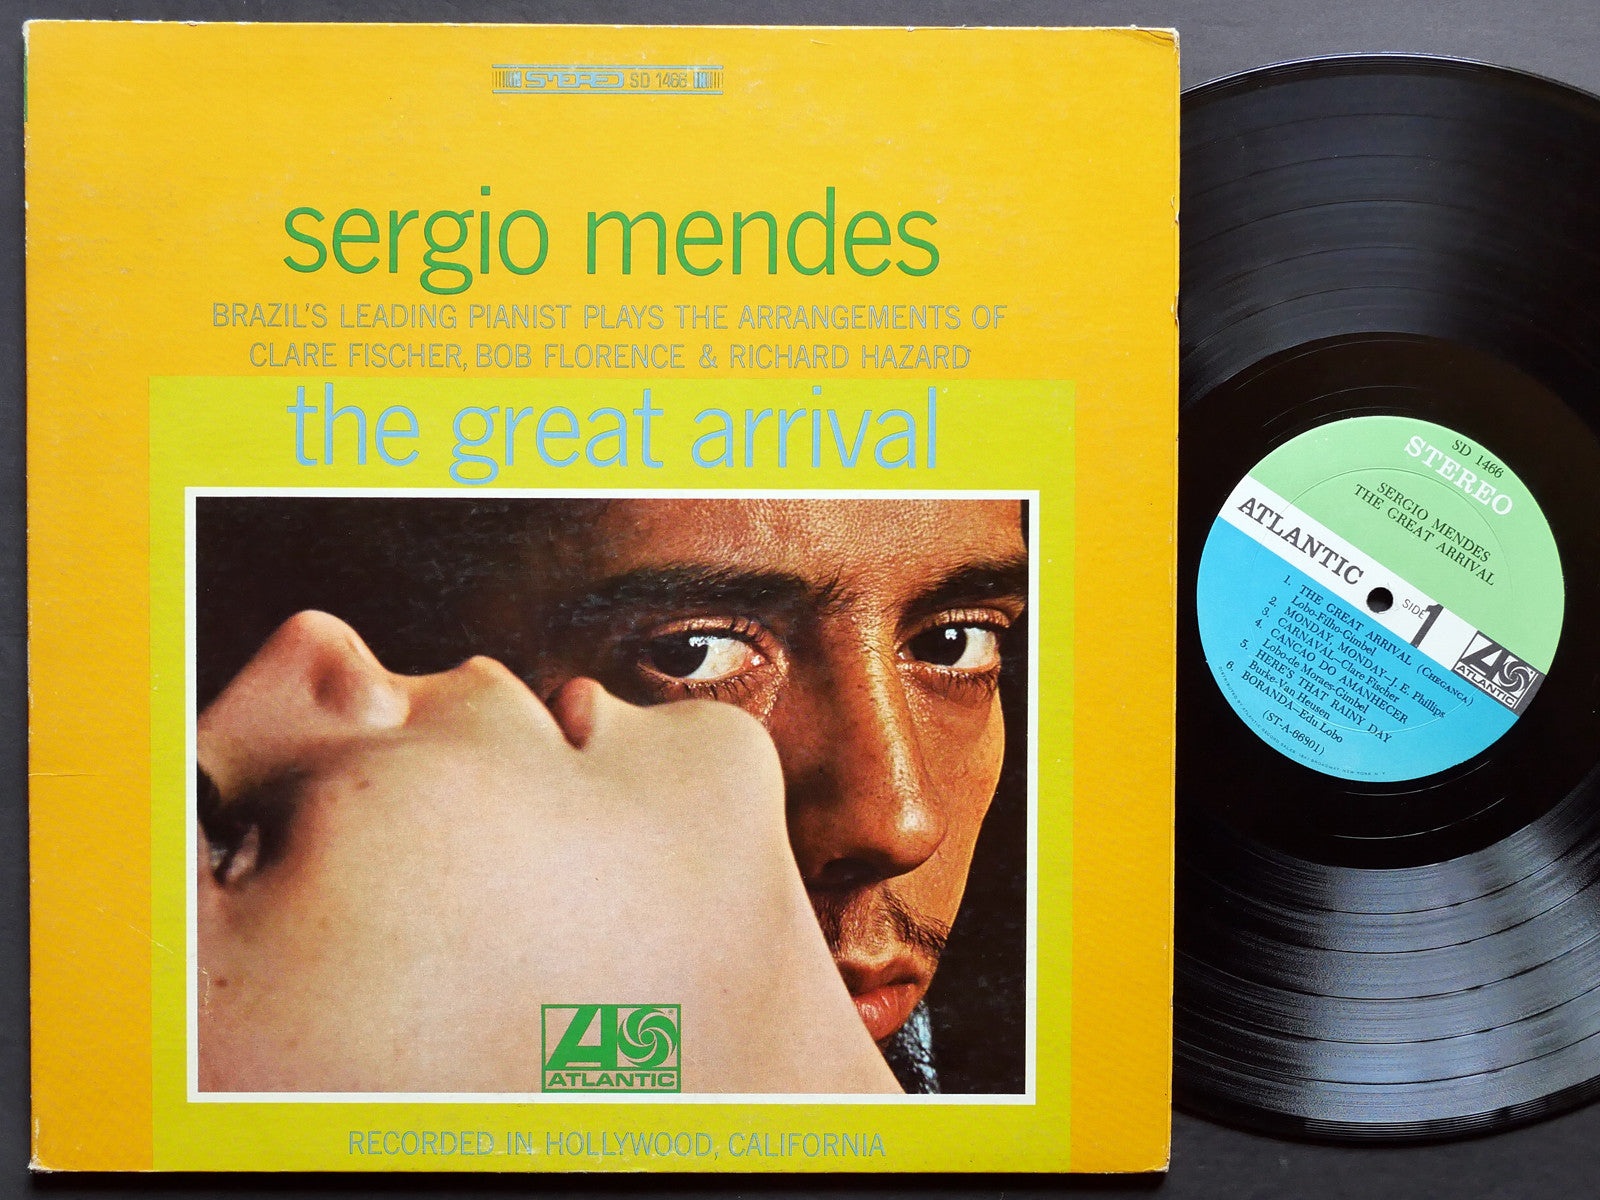 STEREO SD 1466
sergio mendes
BRAZIL'S LEADING PIANIST PLAYS THE ARRANGEMENTS OF
CLARE FISCHER, BOB FLORENCE & RICHARD HAZARD
the great arrival
ATLANTIC
RECORDED IN HOLLYWOOD, CALIFORNIA
SD 1466
STEREO
SERGIO MENDES
THE GREAT ARRIVAL
ATLANTIC
SIDE 1
ATLANTIC
1. THE GREAT ARRIVAL (CHEGANCA)
Lobo-Filho-Gimbel
2. MONDAY MONDAY—J. E. Phillips
3. CARNAVAL—Clare Fischer
4. CANCAO DO AMANHECER
Lobo-de Moraes-Gimbel
5. HERE'S THAT RAINY DAY
Burke-Van Heusen
6. BORANDA—Edu Lobo
(ST-A-66901)